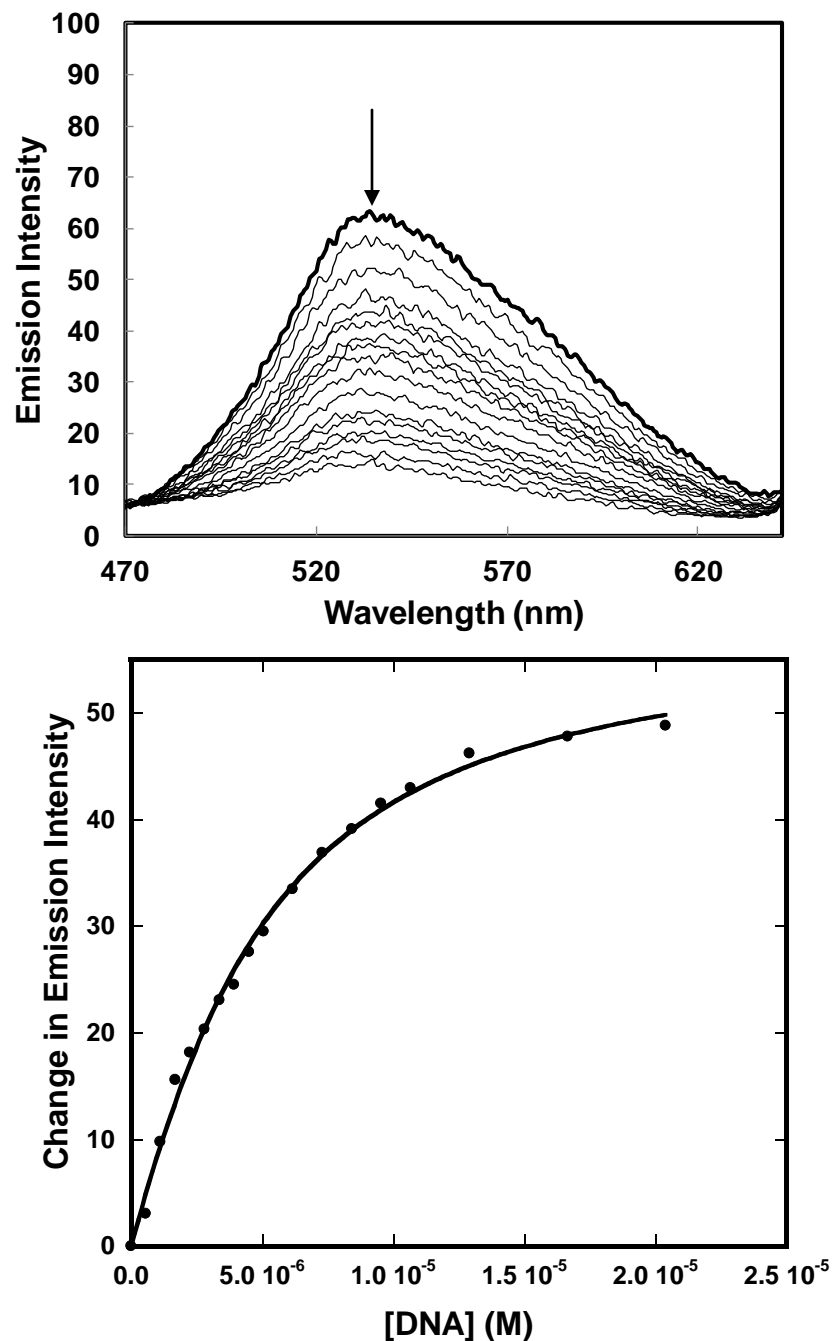 100
90
80
70
60
50
40
30
20
10
0
Emission Intensity
470 520 570 620
Wavelength (nm)
50
40
30
20
10
0
Change in Emission Intensity
0.0 5.0 10⁻⁶ 1.0 10⁻⁵ 1.5 10⁻⁵ 2.0 10⁻⁵ 2.5 10⁻⁵
[DNA] (M)